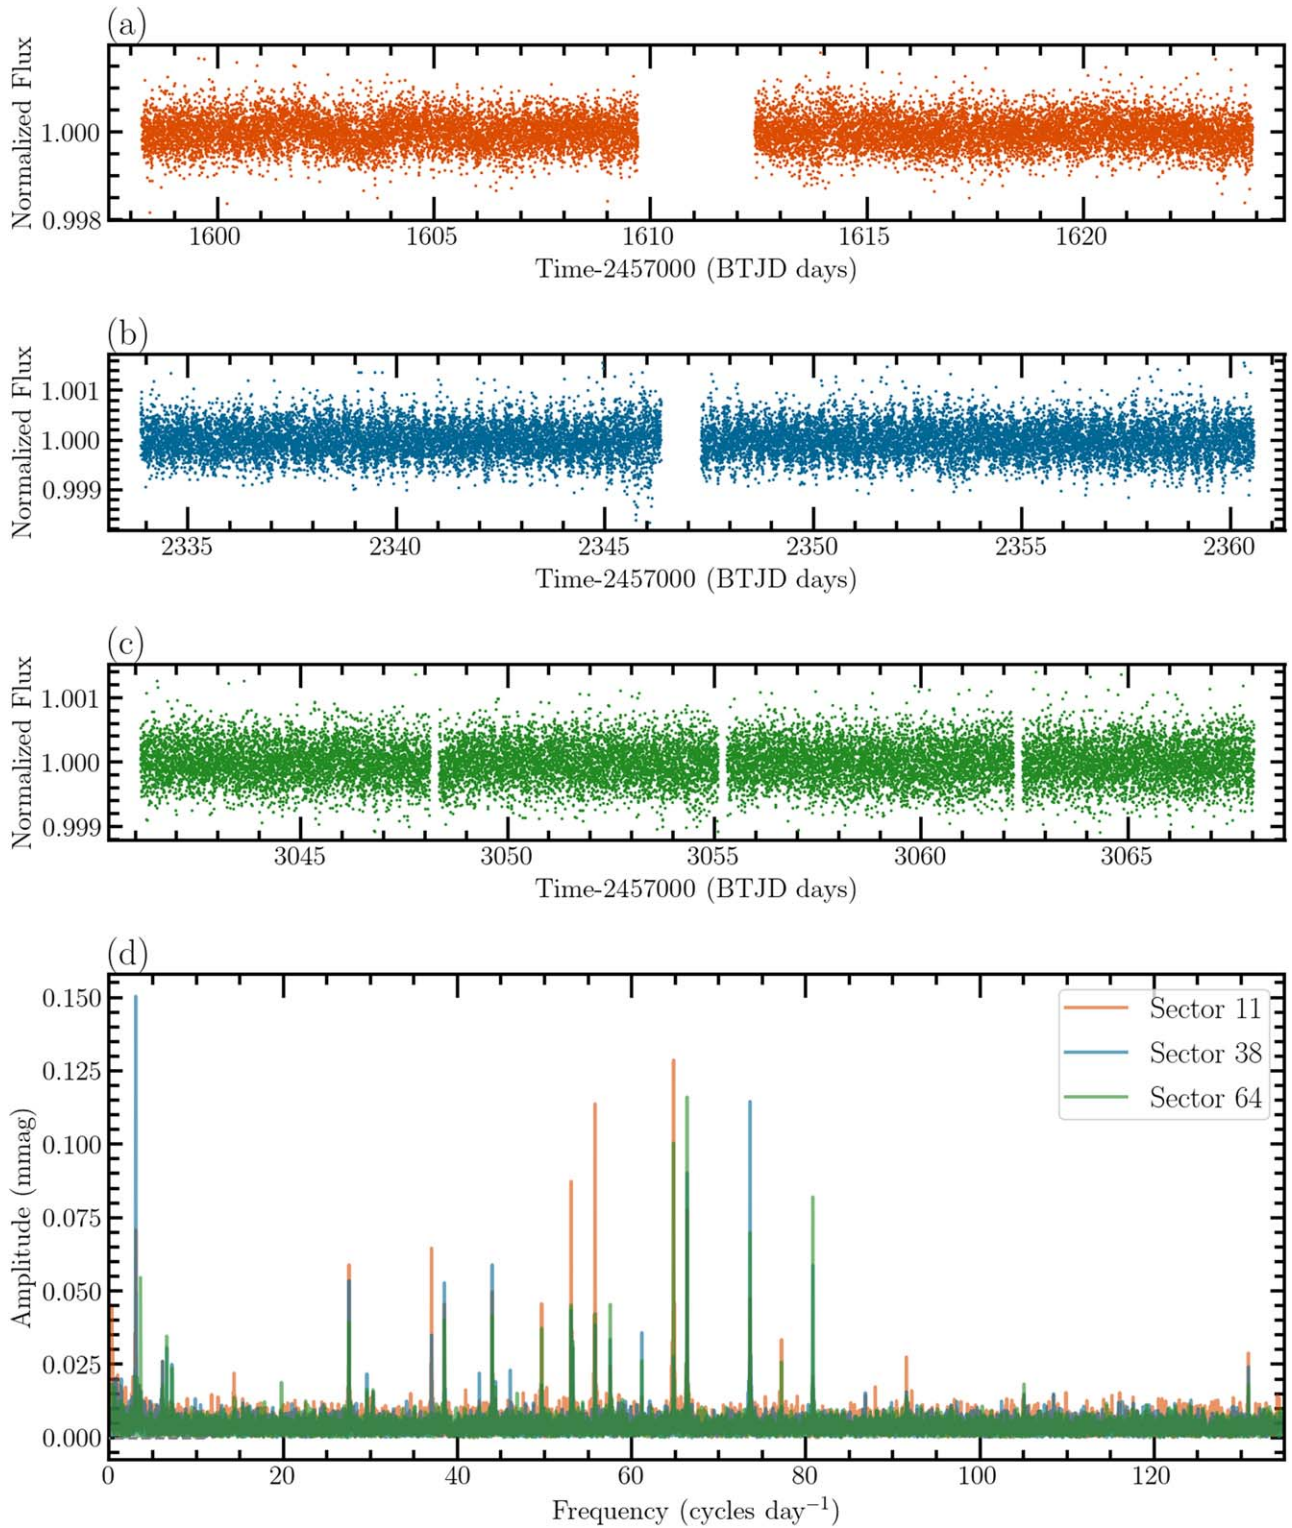 (a)
Normalized Flux
1.000
0.998
1600 1605 1610 1615 1620
Time-2457000 (BTJD days)
(b)
Normalized Flux
1.001
1.000
0.999
2335 2340 2345 2350 2355 2360
Time-2457000 (BTJD days)
(c)
Normalized Flux
1.001
1.000
0.999
3045 3050 3055 3060 3065
Time-2457000 (BTJD days)
(d)
Amplitude (mmag)
0.150
0.125
0.100
0.075
0.050
0.025
0.000
Sector 11
Sector 38
Sector 64
0 20 40 60 80 100 120
Frequency (cycles day⁻¹)